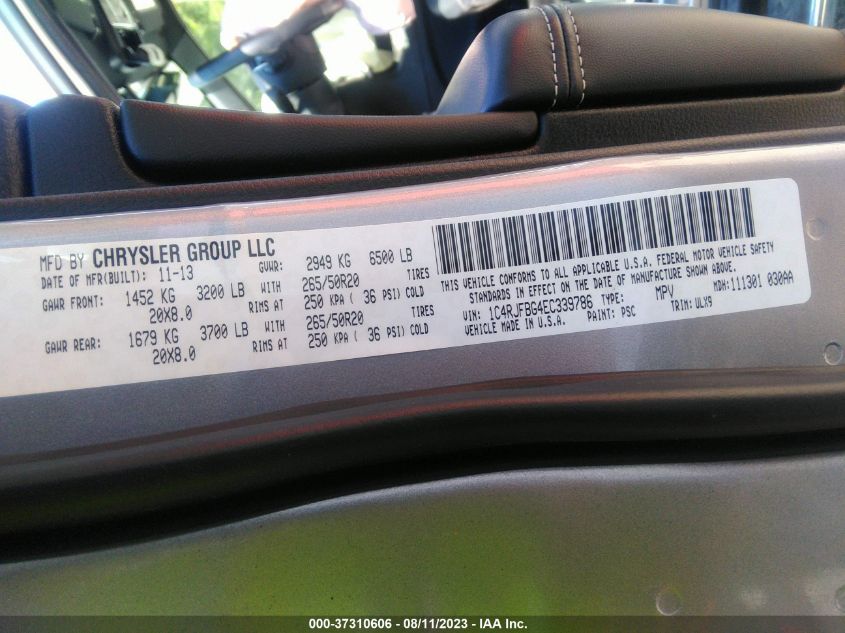 MFD BY CHRYSLER GROUP LLC
DATE OF MFR(BUILT): 11-13 GVWR: 2949 KG 6500 LB
GAWR FRONT: 1452 KG 3200 LB WITH 265/50R20 TIRES
20X8.0 RIMS AT 250 KPA ( 36 PSI) COLD
GAWR REAR: 1679 KG 3700 LB WITH 265/50R20 TIRES
20X8.0 RIMS AT 250 KPA ( 36 PSI) COLD
THIS VEHICLE CONFORMS TO ALL APPLICABLE U.S.A. FEDERAL MOTOR VEHICLE SAFETY
STANDARDS IN EFFECT ON THE DATE OF MANUFACTURE SHOWN ABOVE.
VIN: 1C4RJFBG4EC339786 TYPE: MPV MDH:111301 030AA
VEHICLE MADE IN U.S.A. PAINT: PSC TRIM: ULX9
000-37310606 - 08/11/2023 - IAA Inc.